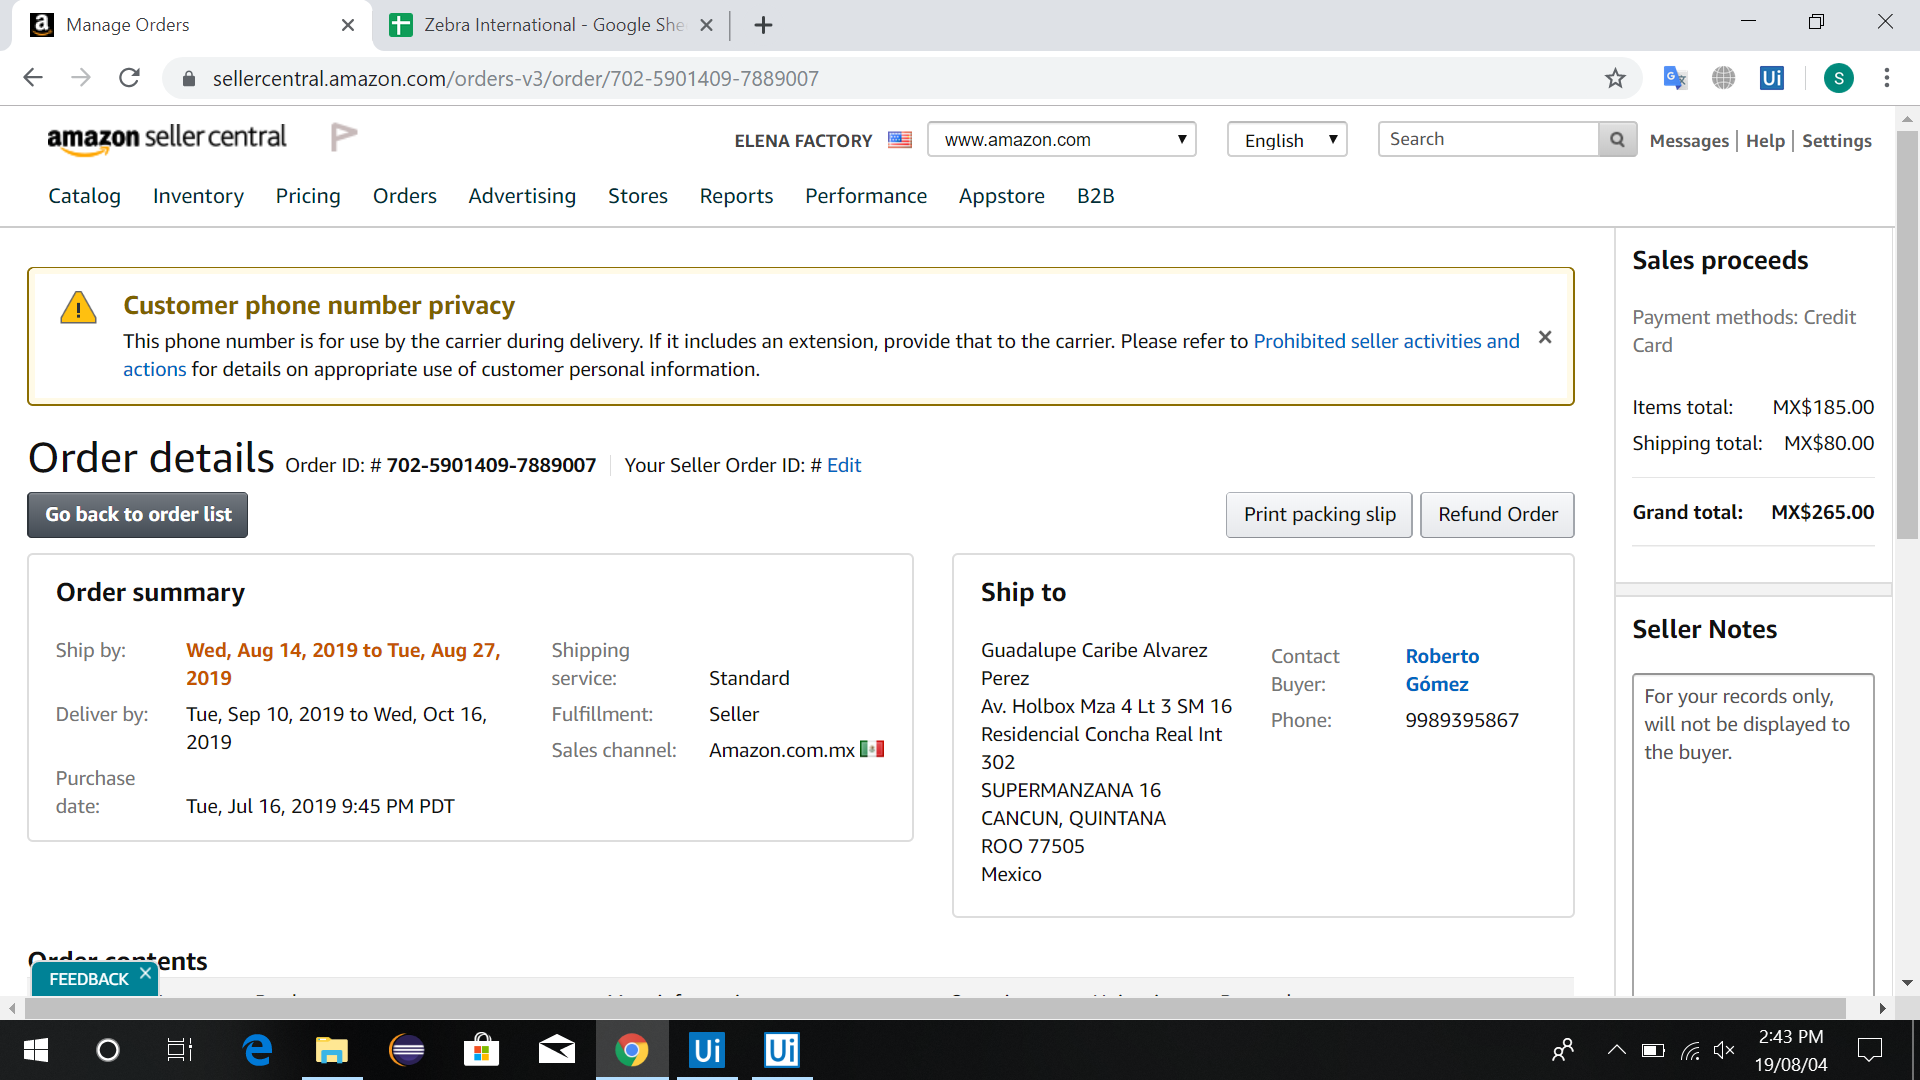 Manage Orders
Zebra International - Google She
sellercentral.amazon.com/orders-v3/order/702-5901409-7889007
S
Ui
amazon seller central
ELENA FACTORY
www.amazon.com
English
Search
Messages | Help | Settings
Catalog Inventory Pricing Orders Advertising Stores Reports Performance Appstore B2B
Customer phone number privacy
This phone number is for use by the carrier during delivery. If it includes an extension, provide that to the carrier. Please refer to Prohibited seller activities and
actions for details on appropriate use of customer personal information.
Order details Order ID: # 702-5901409-7889007 Your Seller Order ID: # Edit
Go back to order list
Print packing slip
Refund Order
Order summary
Ship by: Wed, Aug 14, 2019 to Tue, Aug 27,
2019
Deliver by: Tue, Sep 10, 2019 to Wed, Oct 16,
2019
Purchase
date: Tue, Jul 16, 2019 9:45 PM PDT
Shipping
service: Standard
Fulfillment: Seller
Sales channel: Amazon.com.mx
Ship to
Guadalupe Caribe Alvarez
Perez
Av. Holbox Mza 4 Lt 3 SM 16
Residencial Concha Real Int
302
SUPERMANZANA 16
CANCUN, QUINTANA
ROO 77505
Mexico
Contact
Buyer:
Roberto
Gómez
Phone: 9989395867
Sales proceeds
Payment methods: Credit
Card
Items total: MX$185.00
Shipping total: MX$80.00
Grand total: MX$265.00
Seller Notes
For your records only,
will not be displayed to
the buyer.
Order contents
FEEDBACK
Ui
Ui
2:43 PM
19/08/04